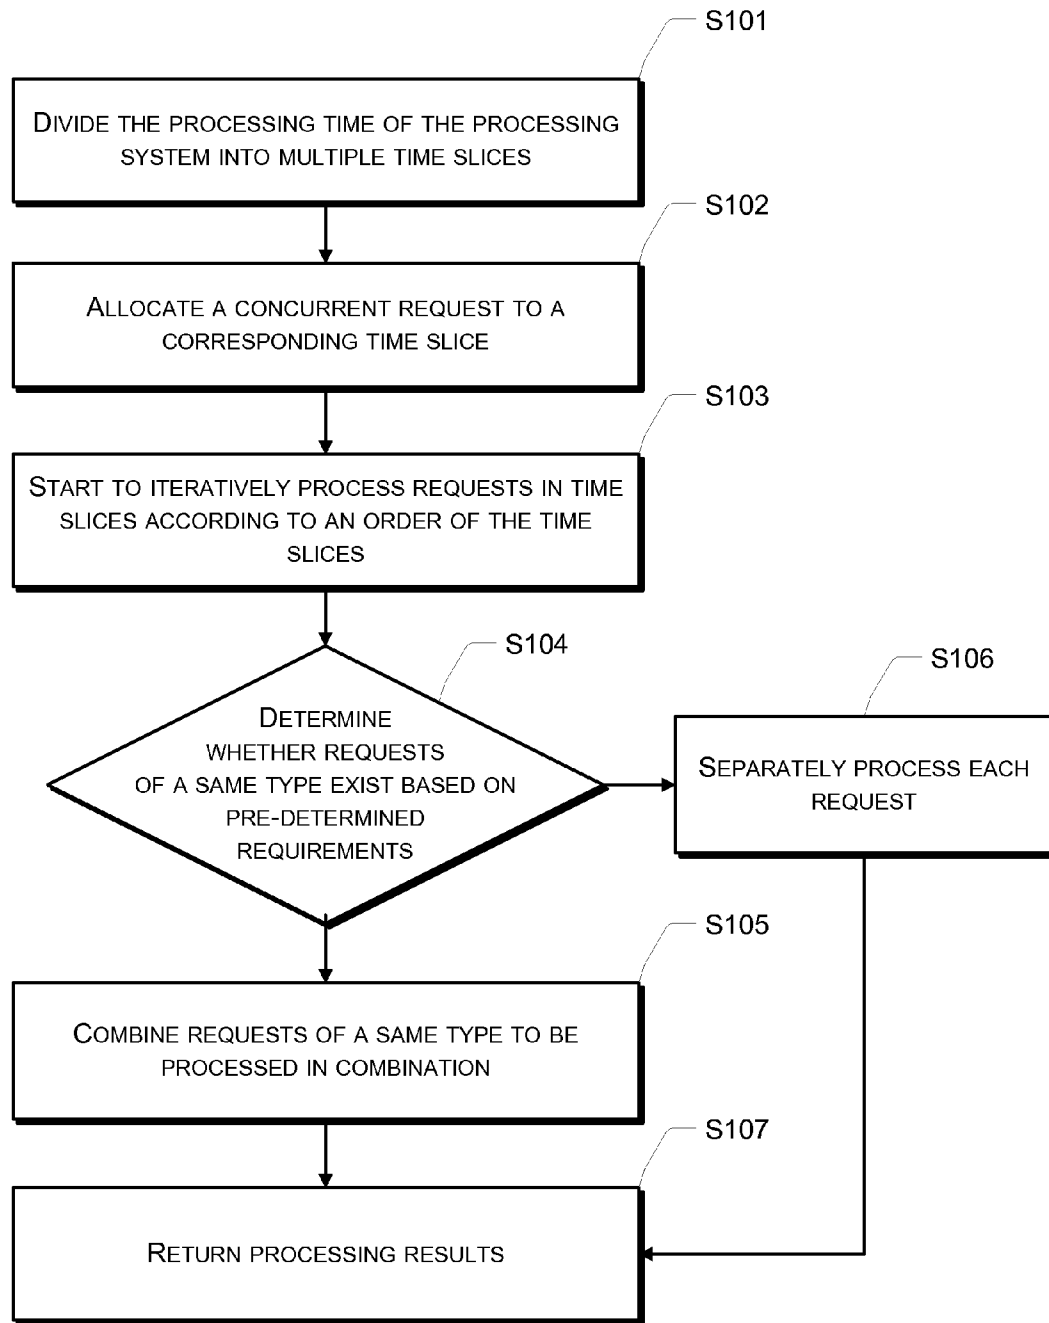 S101
DIVIDE THE PROCESSING TIME OF THE PROCESSING
SYSTEM INTO MULTIPLE TIME SLICES
S102
ALLOCATE A CONCURRENT REQUEST TO A
CORRESPONDING TIME SLICE
S103
START TO ITERATIVELY PROCESS REQUESTS IN TIME
SLICES ACCORDING TO AN ORDER OF THE TIME
SLICES
S104
DETERMINE
WHETHER REQUESTS
OF A SAME TYPE EXIST BASED ON
PRE-DETERMINED
REQUIREMENTS
S106
SEPARATELY PROCESS EACH
REQUEST
S105
COMBINE REQUESTS OF A SAME TYPE TO BE
PROCESSED IN COMBINATION
S107
RETURN PROCESSING RESULTS